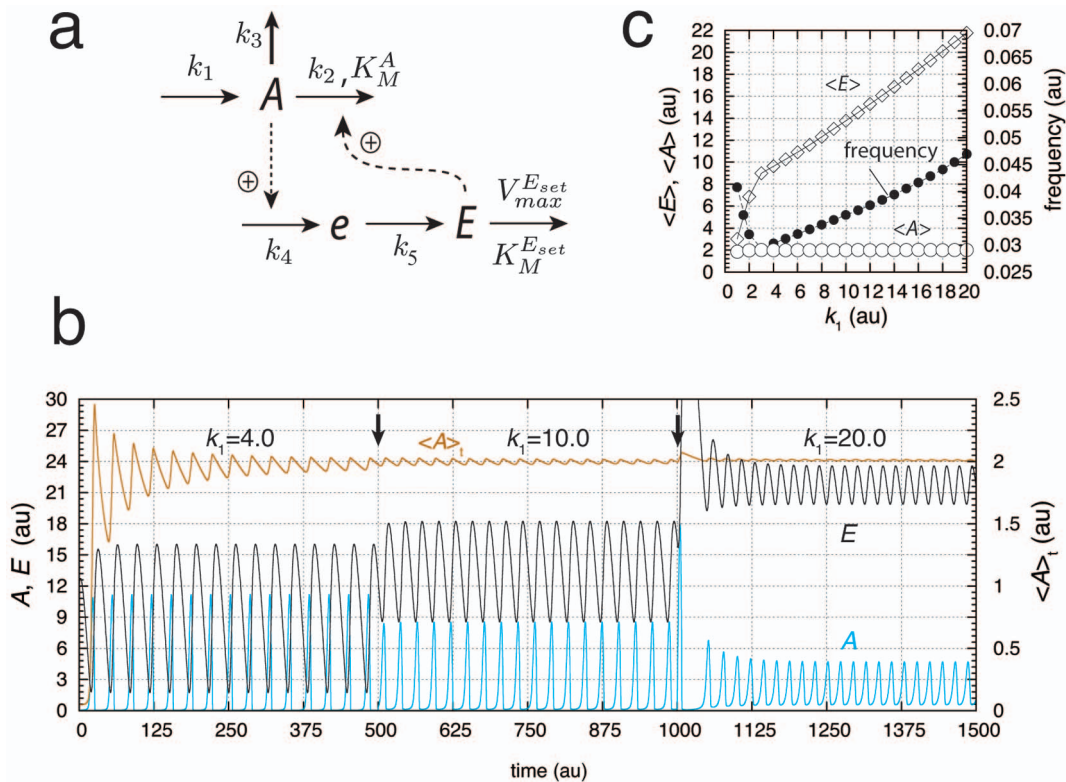 a
k₃
k₁
A
k₂, K_M^A
⊕
⊕
V_max^{E_set}
k₄
e
k₅
E
K_M^{E_set}
c
<E>, <A> (au)
22
20
18
16
14
12
10
8
6
4
2
0
<E>
frequency
<A>
0.07
0.065
0.06
0.055
0.05
0.045
0.04
0.035
0.03
0.025
frequency (au)
0 2 4 6 8 10 12 14 16 18 20
k₁ (au)
b
A, E (au)
30
27
24
21
18
15
12
9
6
3
0
k₁=4.0
<A>t
k₁=10.0
k₁=20.0
E
A
2.5
2
1.5
1
0.5
0
<A>t (au)
0 125 250 375 500 625 750 875 1000 1125 1250 1375 1500
time (au)